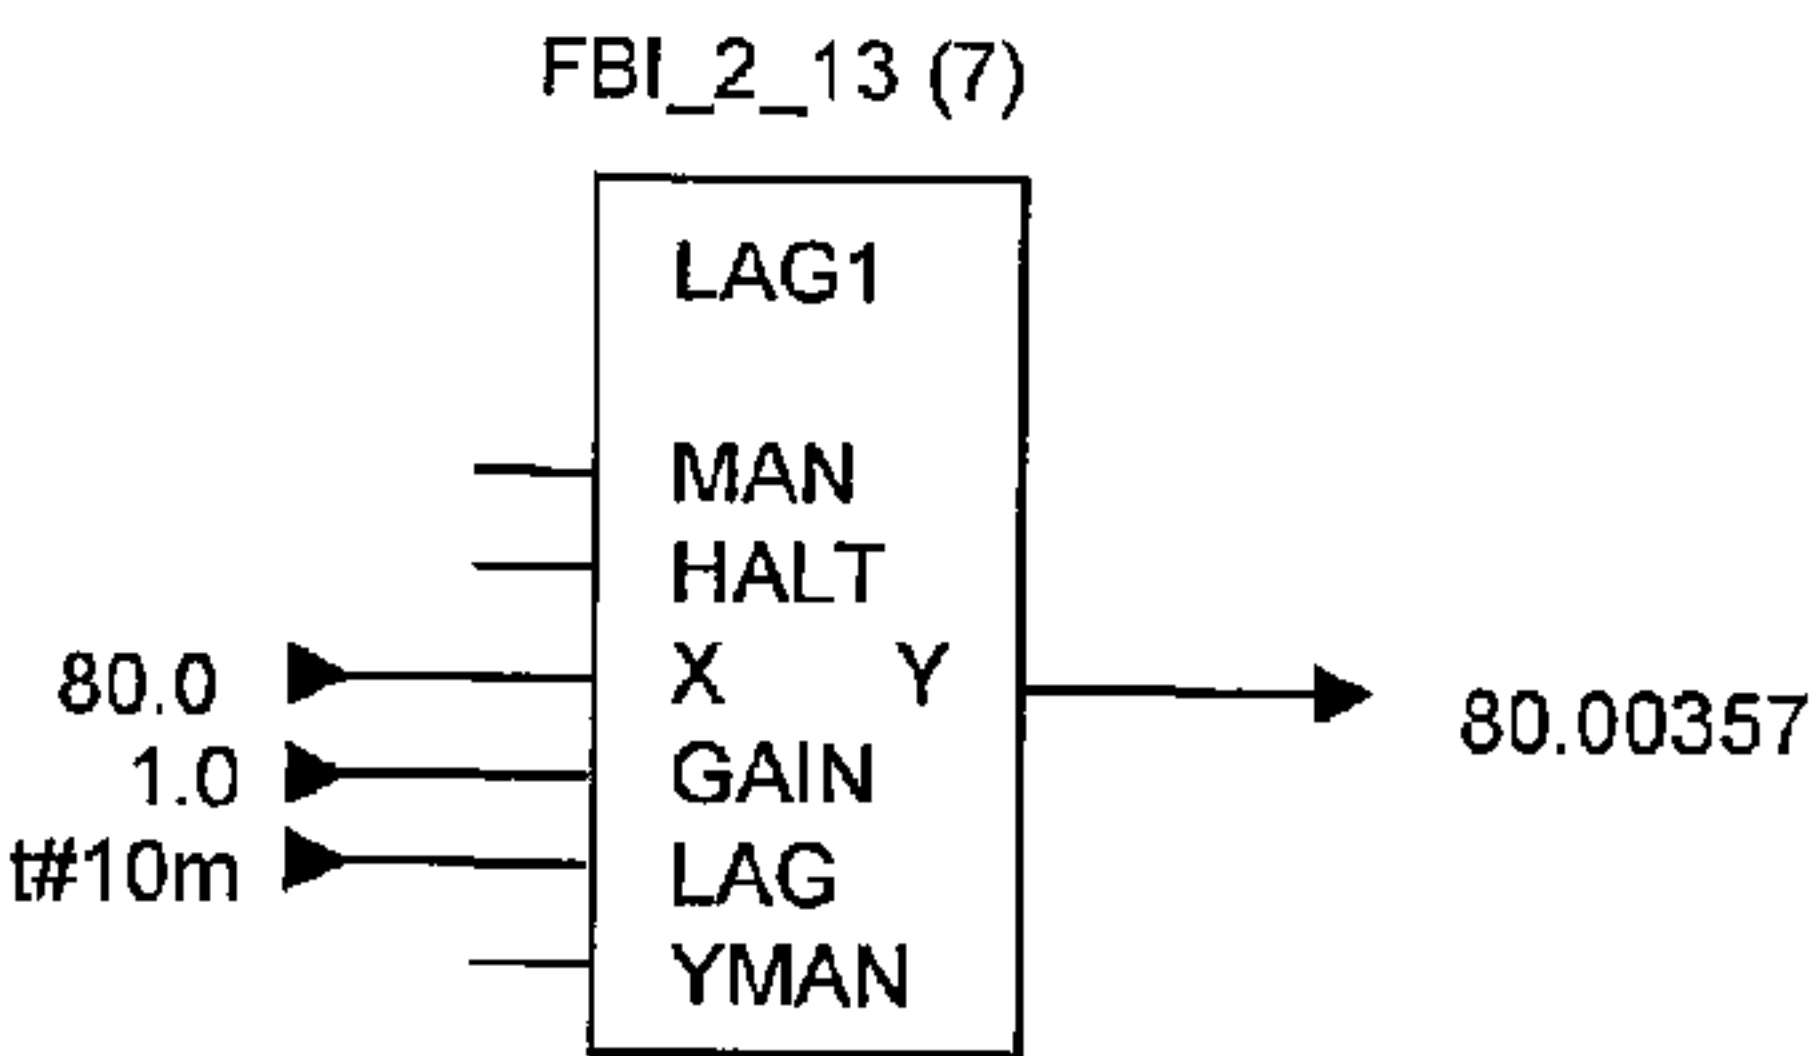 FBI_2_13 (7)
LAG1
MAN
HALT
80.0 X Y 80.00357
1.0 GAIN
t#10m LAG
YMAN